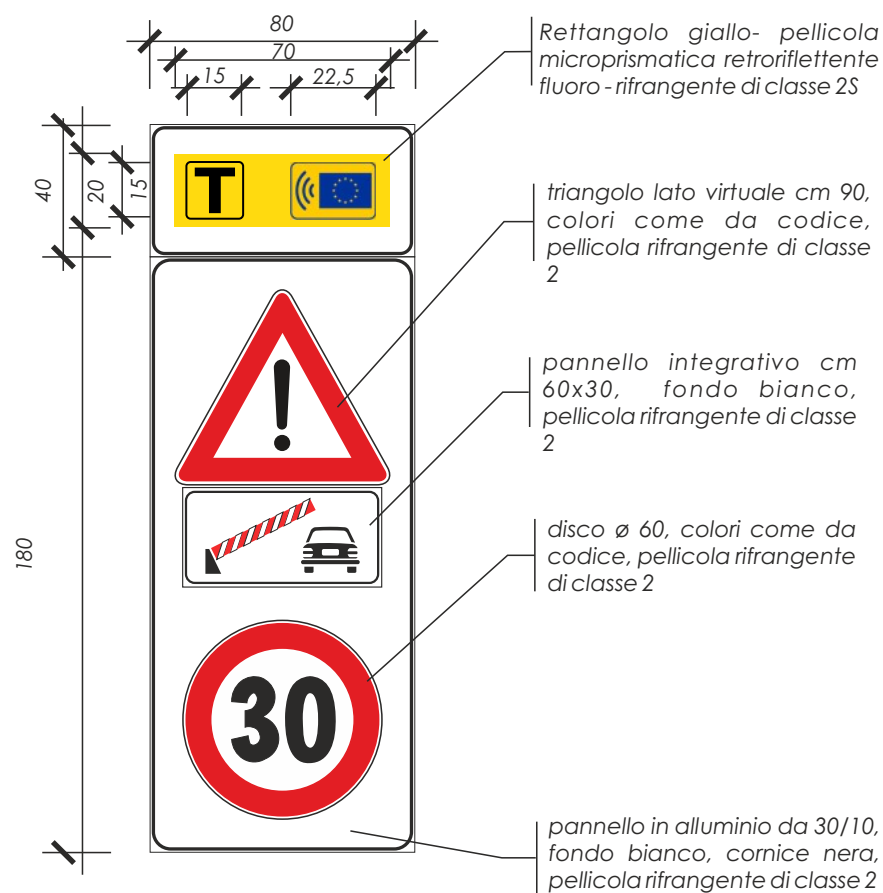 80
70
15
22,5
Rettangolo giallo- pellicola
microprismatica retroriflettente
fluoro - rifrangente di classe 2S
40
20
15
T
triangolo lato virtuale cm 90,
colori come da codice,
pellicola rifrangente di classe
2
!
pannello integrativo cm
60x30, fondo bianco,
pellicola rifrangente di classe
2
180
disco ø 60, colori come da
codice, pellicola rifrangente
di classe 2
30
pannello in alluminio da 30/10,
fondo bianco, cornice nera,
pellicola rifrangente di classe 2